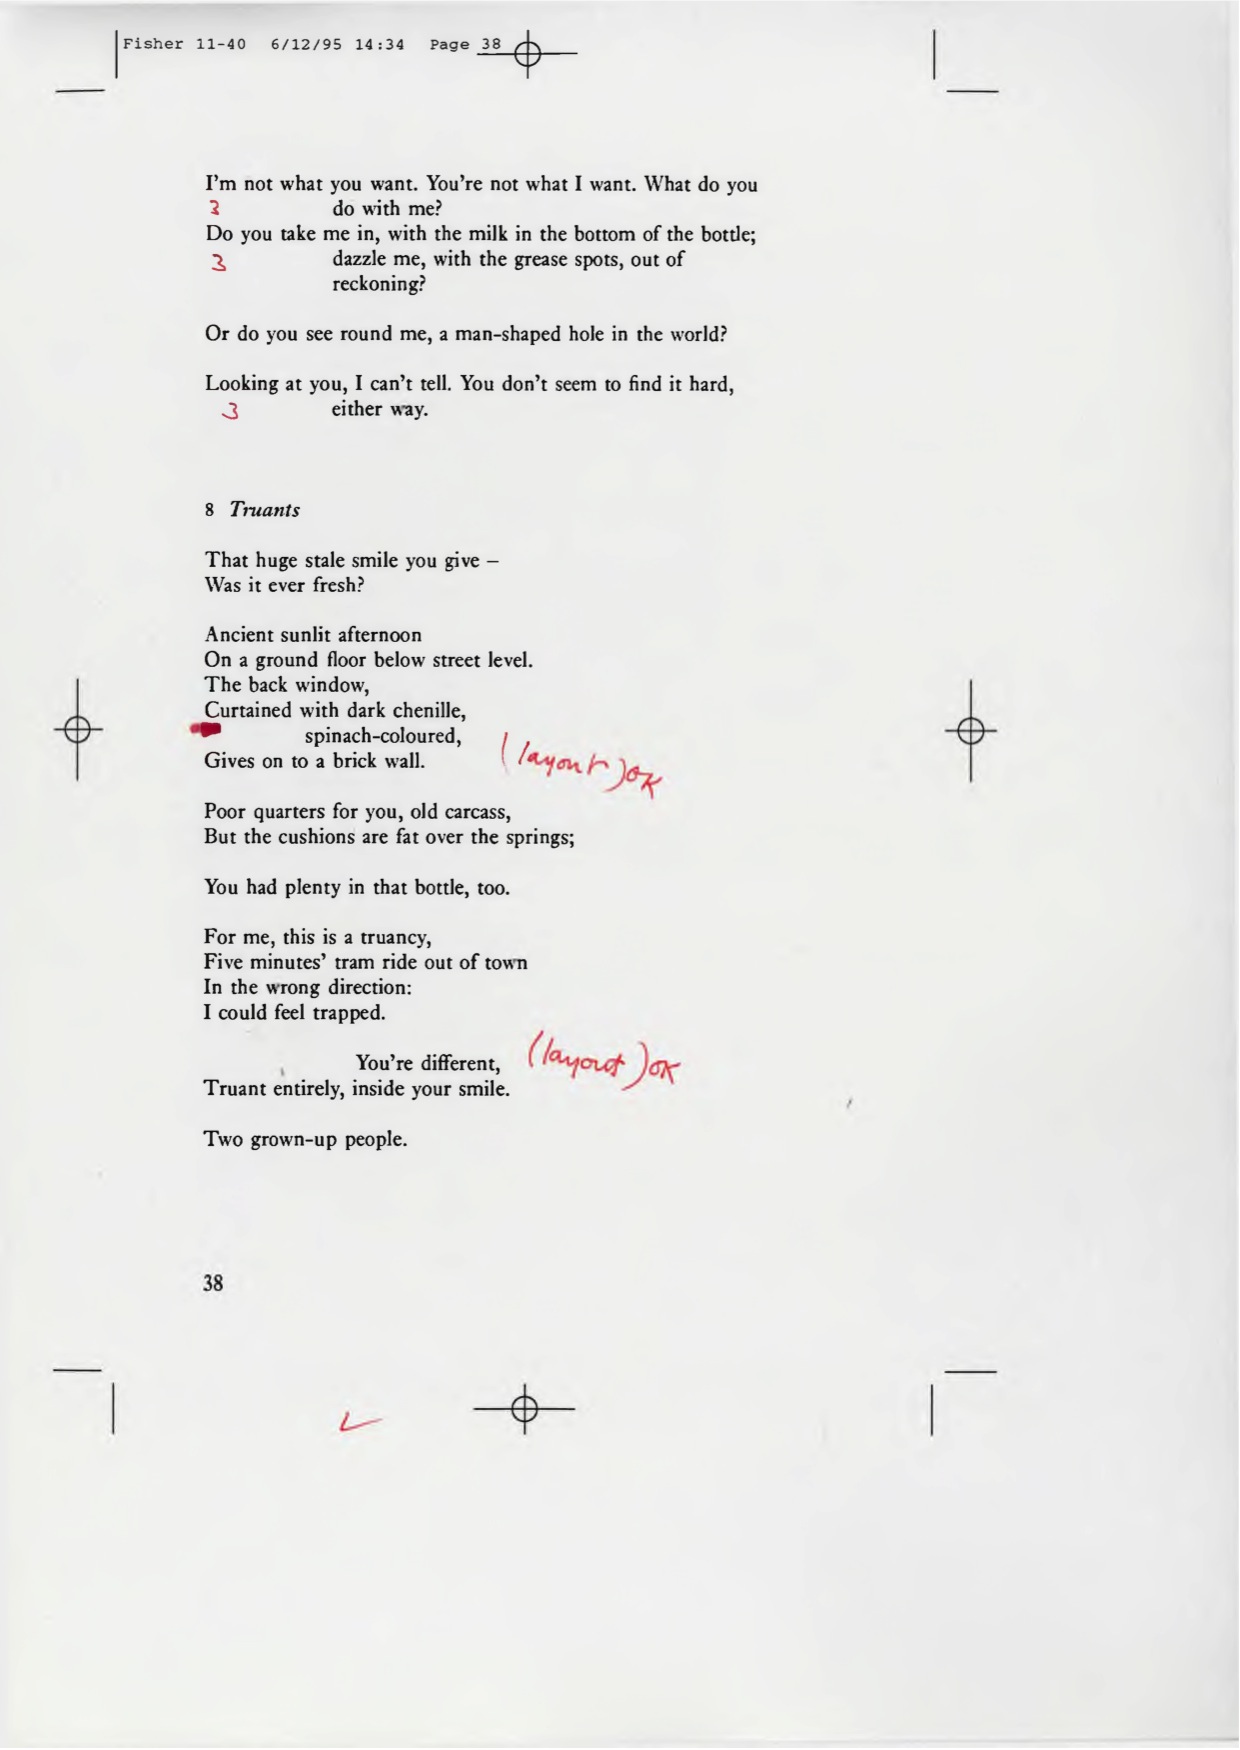 Fisher 11-40 6/12/95 14:34 Page 38
I'm not what you want. You're not what I want. What do you
3 do with me?
Do you take me in, with the milk in the bottom of the bottle;
3 dazzle me, with the grease spots, out of
reckoning?
Or do you see round me, a man-shaped hole in the world?
Looking at you, I can't tell. You don't seem to find it hard,
3 either way.
8 Truants
That huge stale smile you give –
Was it ever fresh?
Ancient sunlit afternoon
On a ground floor below street level.
The back window,
Curtained with dark chenille,
spinach-coloured,
Gives on to a brick wall. (layout) OK
Poor quarters for you, old carcass,
But the cushions are fat over the springs;
You had plenty in that bottle, too.
For me, this is a truancy,
Five minutes' tram ride out of town
In the wrong direction:
I could feel trapped.
You're different, (layout) OK
Truant entirely, inside your smile.
Two grown-up people.
38